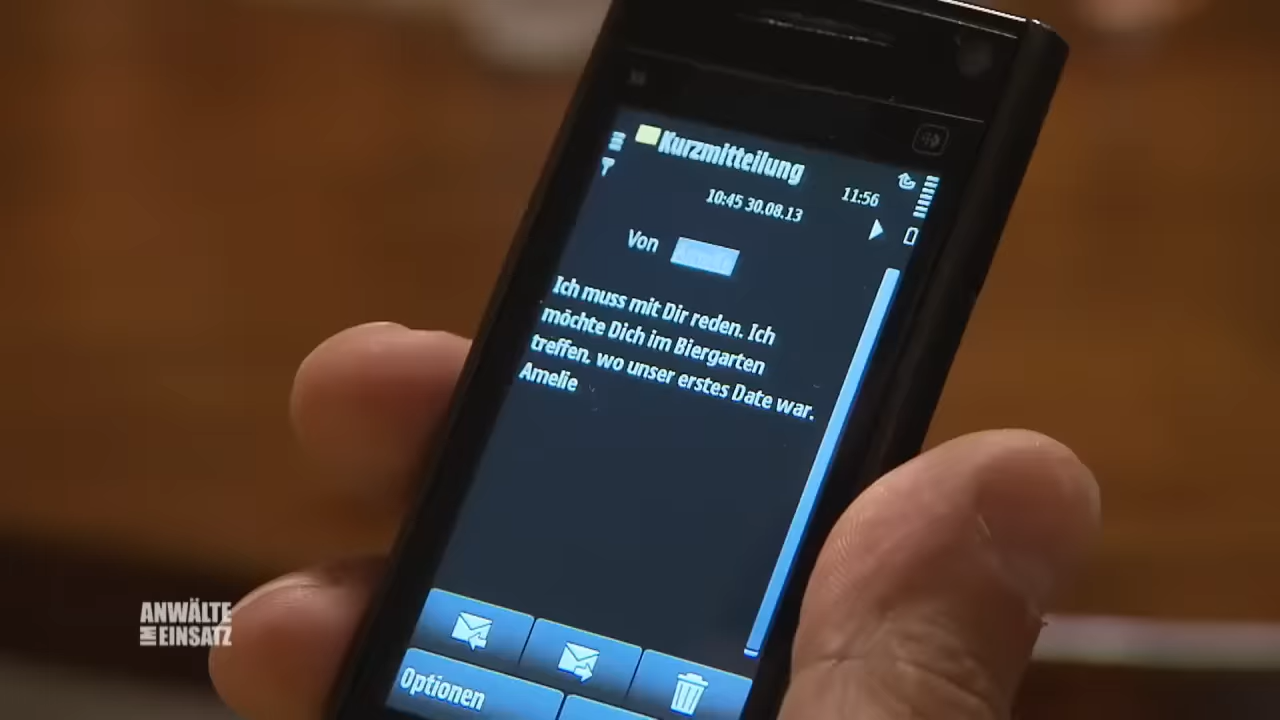 Kurzmitteilung
11:56
10:45 30.08.13
Von
Ich muss mit Dir reden. Ich
möchte Dich im Biergarten
treffen, wo unser erstes Date war.
Amelie
Optionen
ANWÄLTE
IM EINSATZ